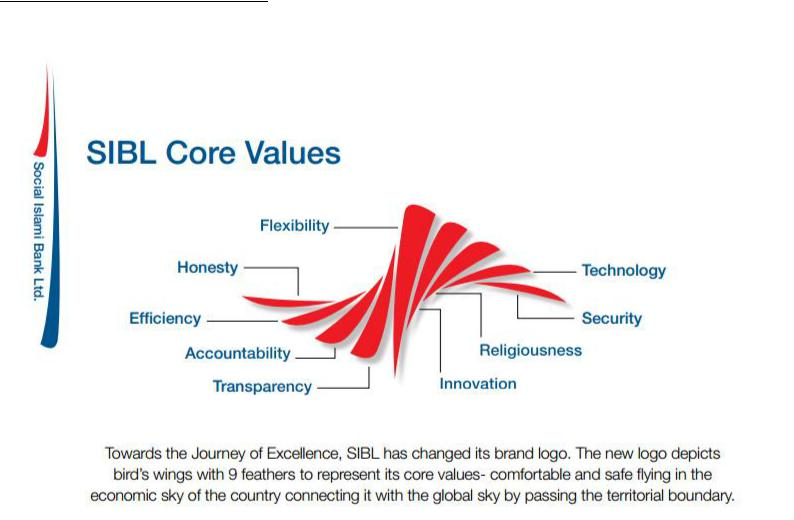 Social Islami Bank Ltd.
SIBL Core Values
Flexibility
Honesty
Technology
Efficiency
Security
Accountability
Religiousness
Transparency
Innovation
Towards the Journey of Excellence, SIBL has changed its brand logo. The new logo depicts
bird's wings with 9 feathers to represent its core values- comfortable and safe flying in the
economic sky of the country connecting it with the global sky by passing the territorial boundary.